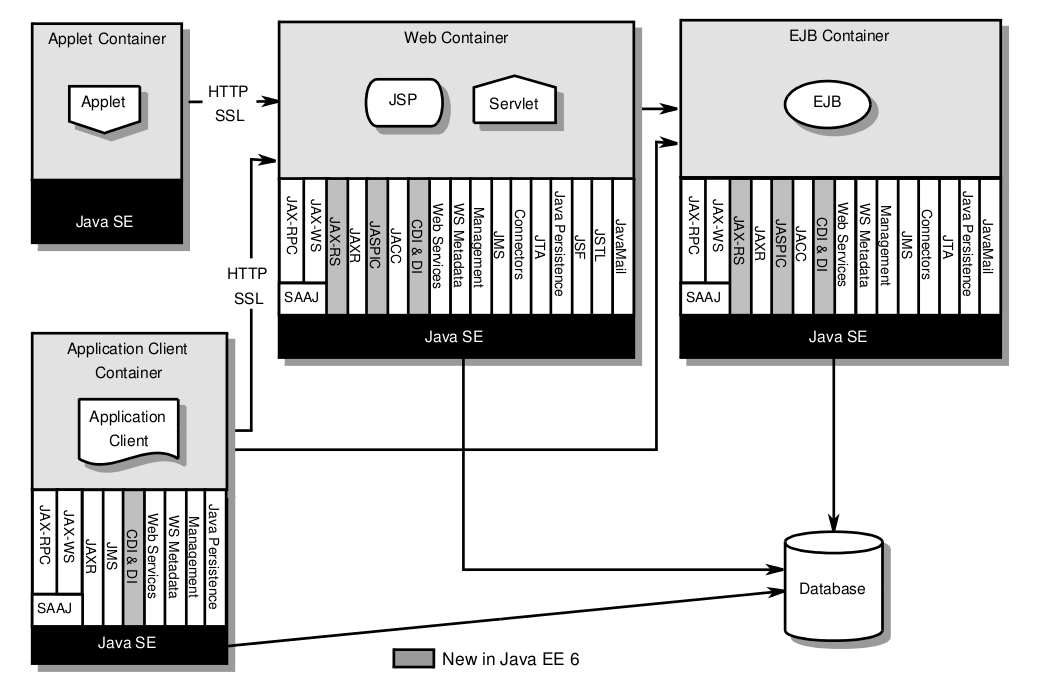 Applet Container
Applet
Java SE
HTTP
SSL
Web Container
JSP
Servlet
JAX-RPC
JAX-WS
SAAJ
JAX-RS
JAXR
JASPIC
JACC
CDI & DI
Web Services
WS Metadata
Management
JMS
Connectors
JTA
Java Persistence
JSF
JSTL
JavaMail
Java SE
EJB Container
EJB
JAX-RPC
JAX-WS
SAAJ
JAX-RS
JAXR
JASPIC
JACC
CDI & DI
Web Services
WS Metadata
Management
JMS
Connectors
JTA
Java Persistence
JavaMail
Java SE
HTTP
SSL
Application Client
Container
Application
Client
JAX-RPC
JAX-WS
SAAJ
JAXR
JMS
CDI & DI
Web Services
WS Metadata
Management
Java Persistence
Java SE
Database
New in Java EE 6